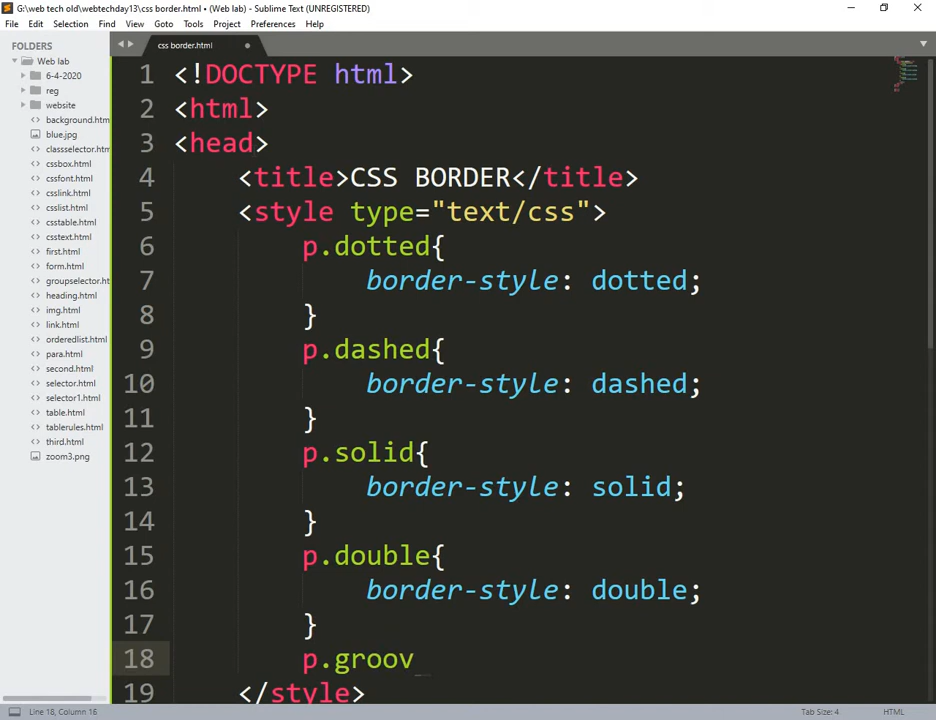 G:\web tech old\webtechday13\css border.html • (Web lab) - Sublime Text (UNREGISTERED)
File Edit Selection Find View Goto Tools Project Preferences Help
FOLDERS
Web lab
6-4-2020
reg
website
background.htm
blue.jpg
classselector.htm
cssbox.html
cssfont.html
csslink.html
csslist.html
csstable.html
csstext.html
first.html
form.html
groupselector.ht
heading.html
img.html
link.html
orderedlist.html
para.html
second.html
selector.html
selector1.html
table.html
tablerules.html
third.html
zoom3.png
css border.html
1 <!DOCTYPE html>
2 <html>
3 <head>
4 <title>CSS BORDER</title>
5 <style type="text/css">
6 p.dotted{
7 border-style: dotted;
8 }
9 p.dashed{
10 border-style: dashed;
11 }
12 p.solid{
13 border-style: solid;
14 }
15 p.double{
16 border-style: double;
17 }
18 p.groov
19 </style>
Line 18, Column 16 Tab Size: 4 HTML